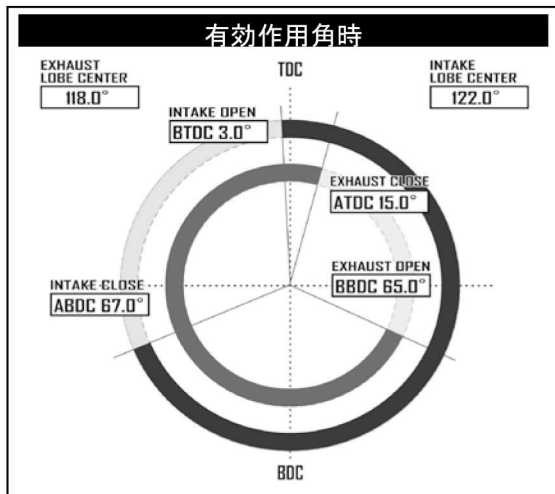 有効作用角時
EXHAUST
LOBE CENTER
118.0°
TDC
INTAKE
LOBE CENTER
122.0°
INTAKE OPEN
BTDC 3.0°
EXHAUST CLOSE
ATDC 15.0°
INTAKE CLOSE
ABDC 67.0°
EXHAUST OPEN
BBDC 65.0°
BDC